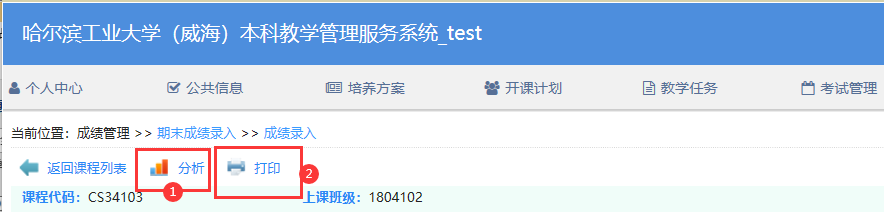 哈尔滨工业大学（威海）本科教学管理服务系统_test
个人中心 公共信息 培养方案 开课计划 教学任务 考试管理
当前位置：成绩管理 >> 期末成绩录入 >> 成绩录入
返回课程列表 分析 打印
1 2
课程代码：CS34103 上课班级：1804102